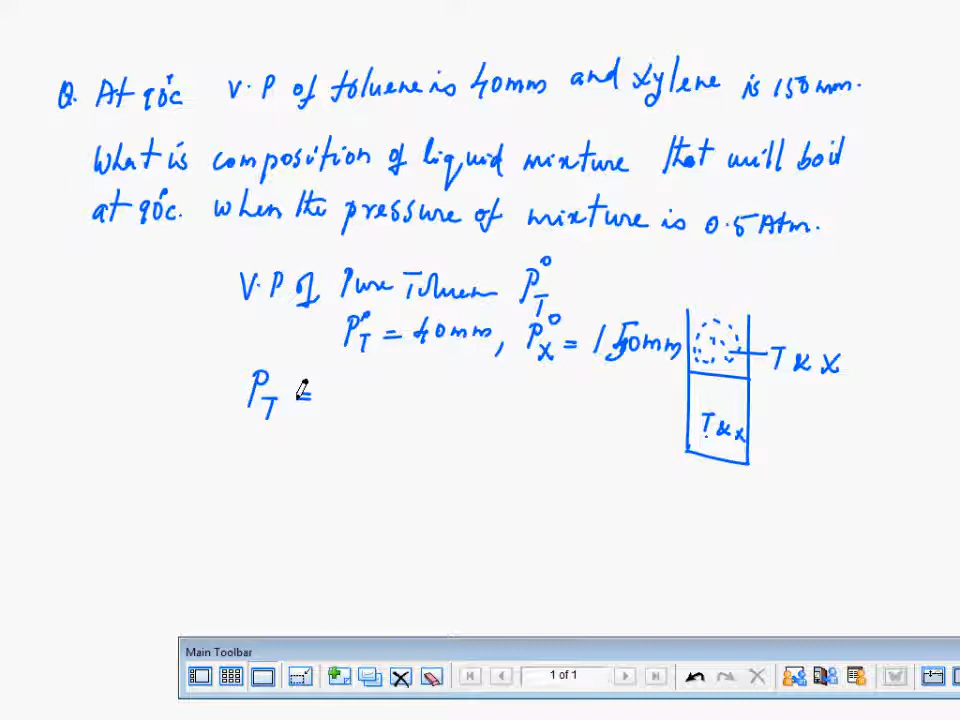 Q. At 90°C V.P of toluene is 40mm and xylene is 150mm.
What is composition of liquid mixture that will boil
at 90°C. when the pressure of mixture is 0.5 Atm.
V.P of Pure Toluene P°T
P°T = 40mm, P°X = 150mm
T & X
PT =
T & X
Main Toolbar
1 of 1